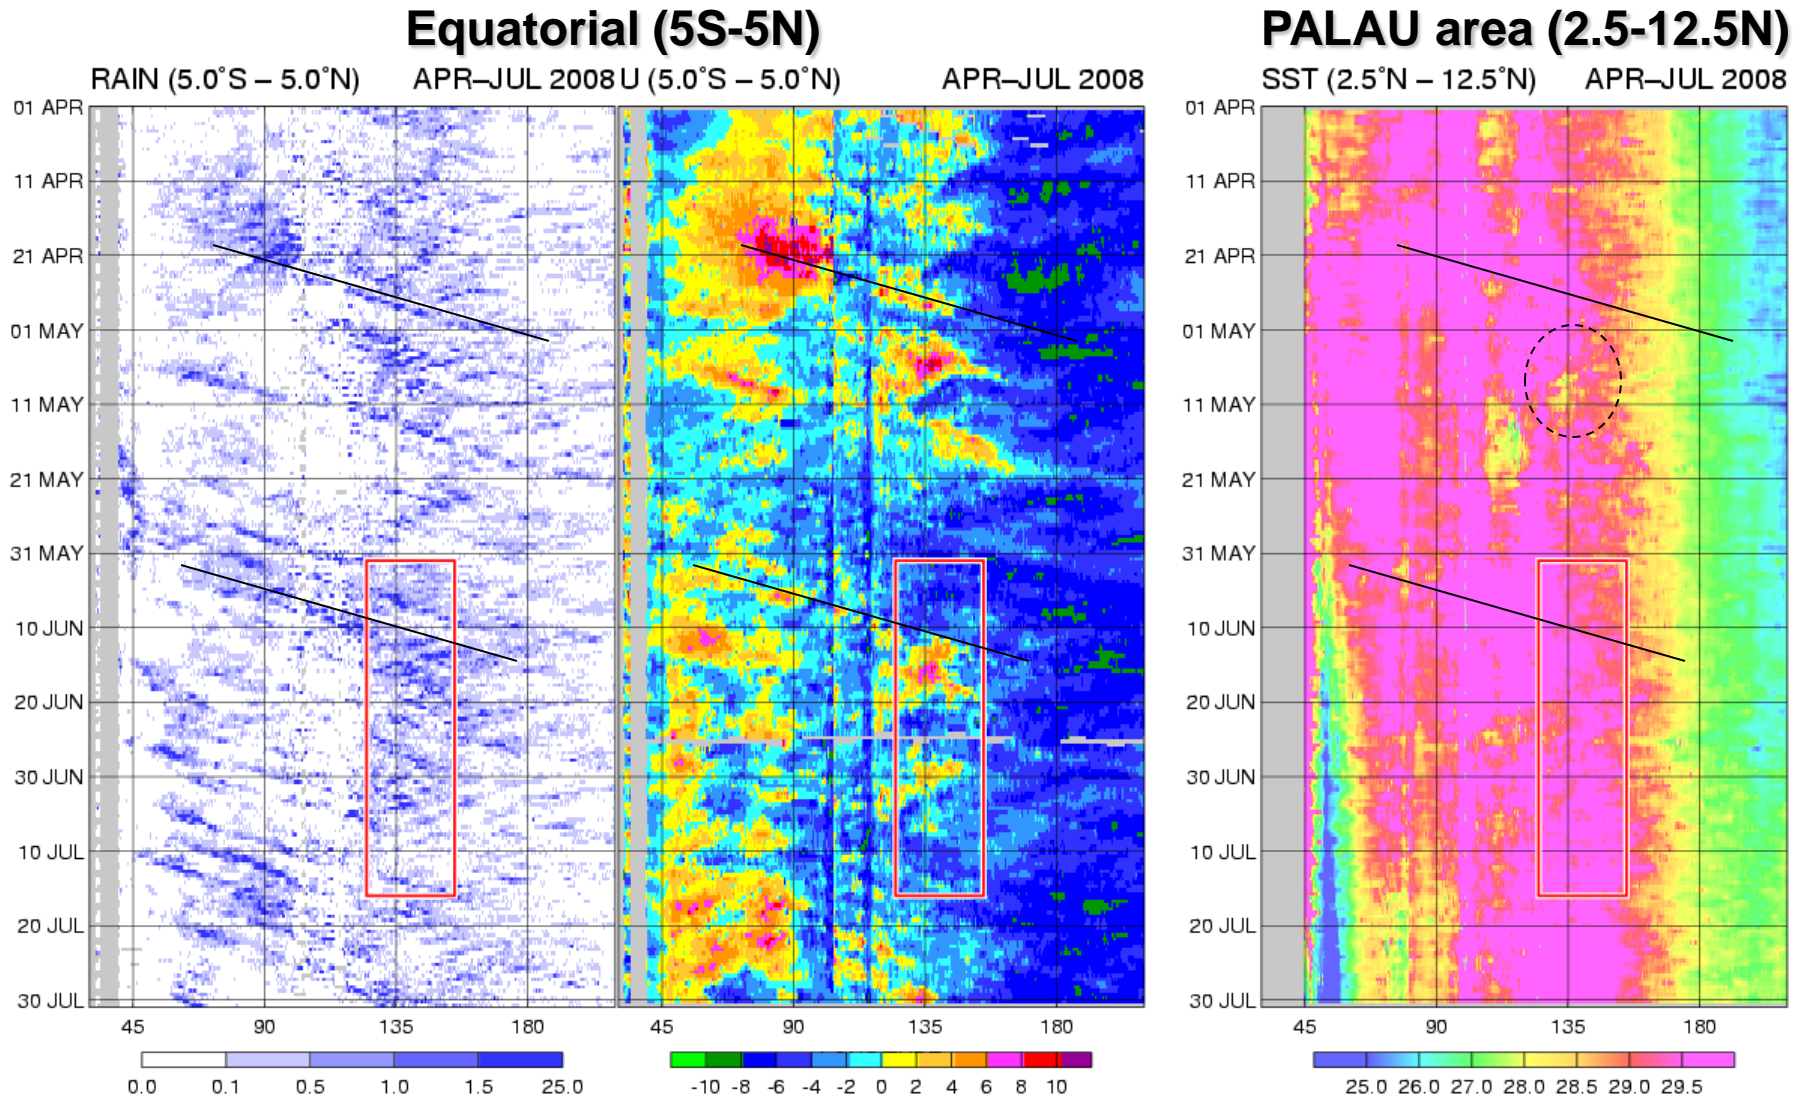 Equatorial (5S-5N)
PALAU area (2.5-12.5N)
RAIN (5.0°S – 5.0°N) APR–JUL 2008
U (5.0°S – 5.0°N) APR–JUL 2008
SST (2.5°N – 12.5°N) APR–JUL 2008
01 APR
11 APR
21 APR
01 MAY
11 MAY
21 MAY
31 MAY
10 JUN
20 JUN
30 JUN
10 JUL
20 JUL
30 JUL
45 90 135 180
0.0 0.1 0.5 1.0 1.5 25.0
45 90 135 180
-10 -8 -6 -4 -2 0 2 4 6 8 10
01 APR
11 APR
21 APR
01 MAY
11 MAY
21 MAY
31 MAY
10 JUN
20 JUN
30 JUN
10 JUL
20 JUL
30 JUL
45 90 135 180
25.0 26.0 27.0 28.0 28.5 29.0 29.5